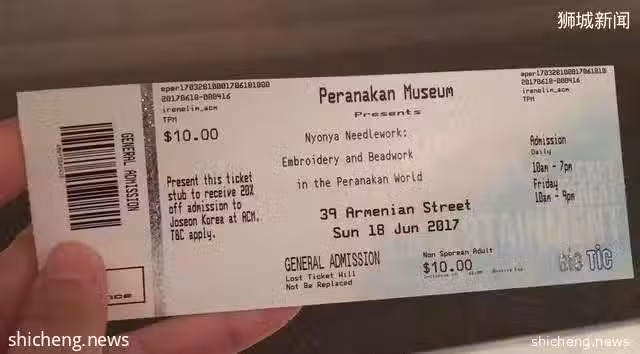 狮城新闻
eper1703281000170618
20170618-000416
irenelim_acm
TPM
$10.00
GENERAL ADMISSION
Present this ticket
stub to receive 20%
off admission to
Joseon Korea at ACM.
T&C apply.
Peranakan Museum
Presents
Nyonya Needlework:
Embroidery and Beadwork
in the Peranakan World
39 Armenian Street
Sun 18 Jun 2017
GENERAL ADMISSION
Lost Ticket Will
Not Be Replaced
Non Sporean Adult
$10.00
20170618-000416
irenelim_acm
TPM
Admission
Daily
10am - 7pm
Friday
10am - 9pm
TiC
shicheng.news
shicheng.news